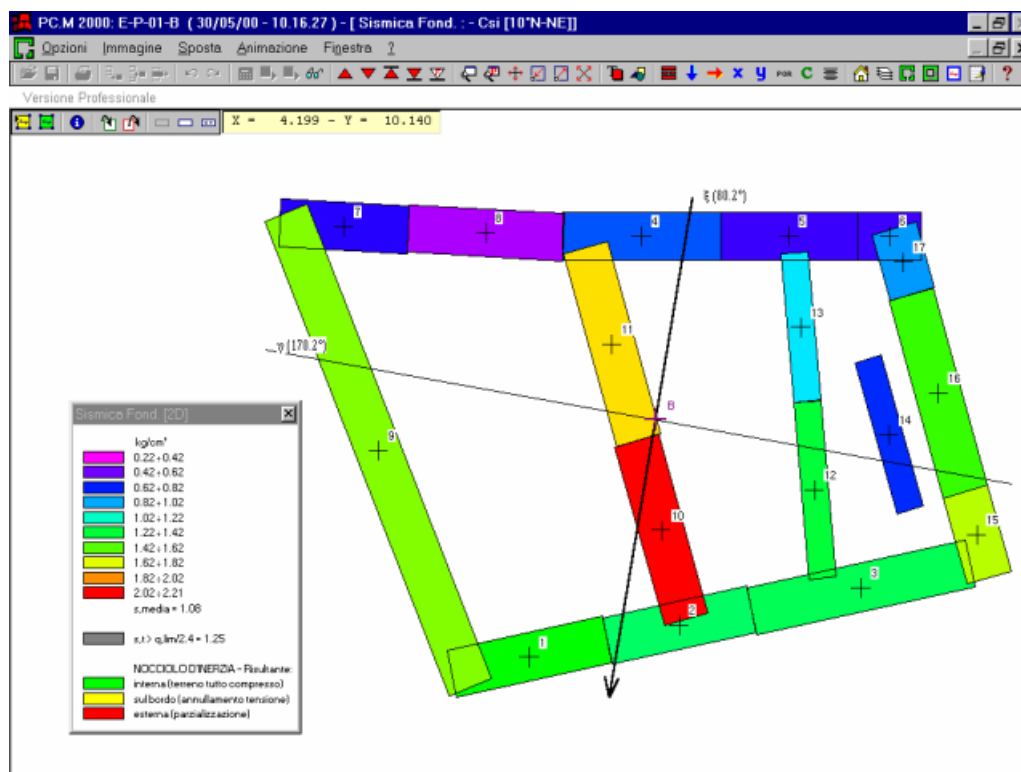 PC.M 2000: E-P-01-B ( 30/05/00 - 10.16.27 ) - [ Sismica Fond. : - Csi [10°N-NE]]
Opzioni Immagine Sposta Animazione Finestra ?
x y PQR C ?
Versione Professionale
X = 4.199 - Y = 10.140
ξ (80.2°)
7
8
4
5
6
17
13
11
η (170.2°)
16
B
14
9
12
10
15
3
2
1
Sismica Fond. [2D]
kg/cm²
0.22÷0.42
0.42÷0.62
0.62÷0.82
0.82÷1.02
1.02÷1.22
1.22÷1.42
1.42÷1.62
1.62÷1.82
1.82÷2.02
2.02÷2.21
s,media = 1.08
s,t > q,lim/2.4 = 1.25
NOCCIOLO D'INERZIA - Risultante:
interna (terreno tutto compresso)
sul bordo (annullamento tensione)
esterna (parzializzazione)